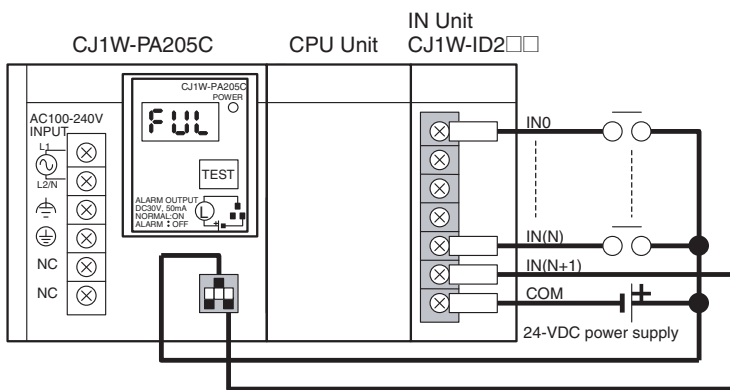 IN Unit
CJ1W-PA205C CPU Unit CJ1W-ID2□□
CJ1W-PA205C
POWER
AC100-240V
INPUT
FUL
L1
L2/N
TEST
ALARM OUTPUT
DC30V, 50mA
NORMAL:ON
ALARM : OFF
L
NC
NC
IN0
IN(N)
IN(N+1)
COM
24-VDC power supply